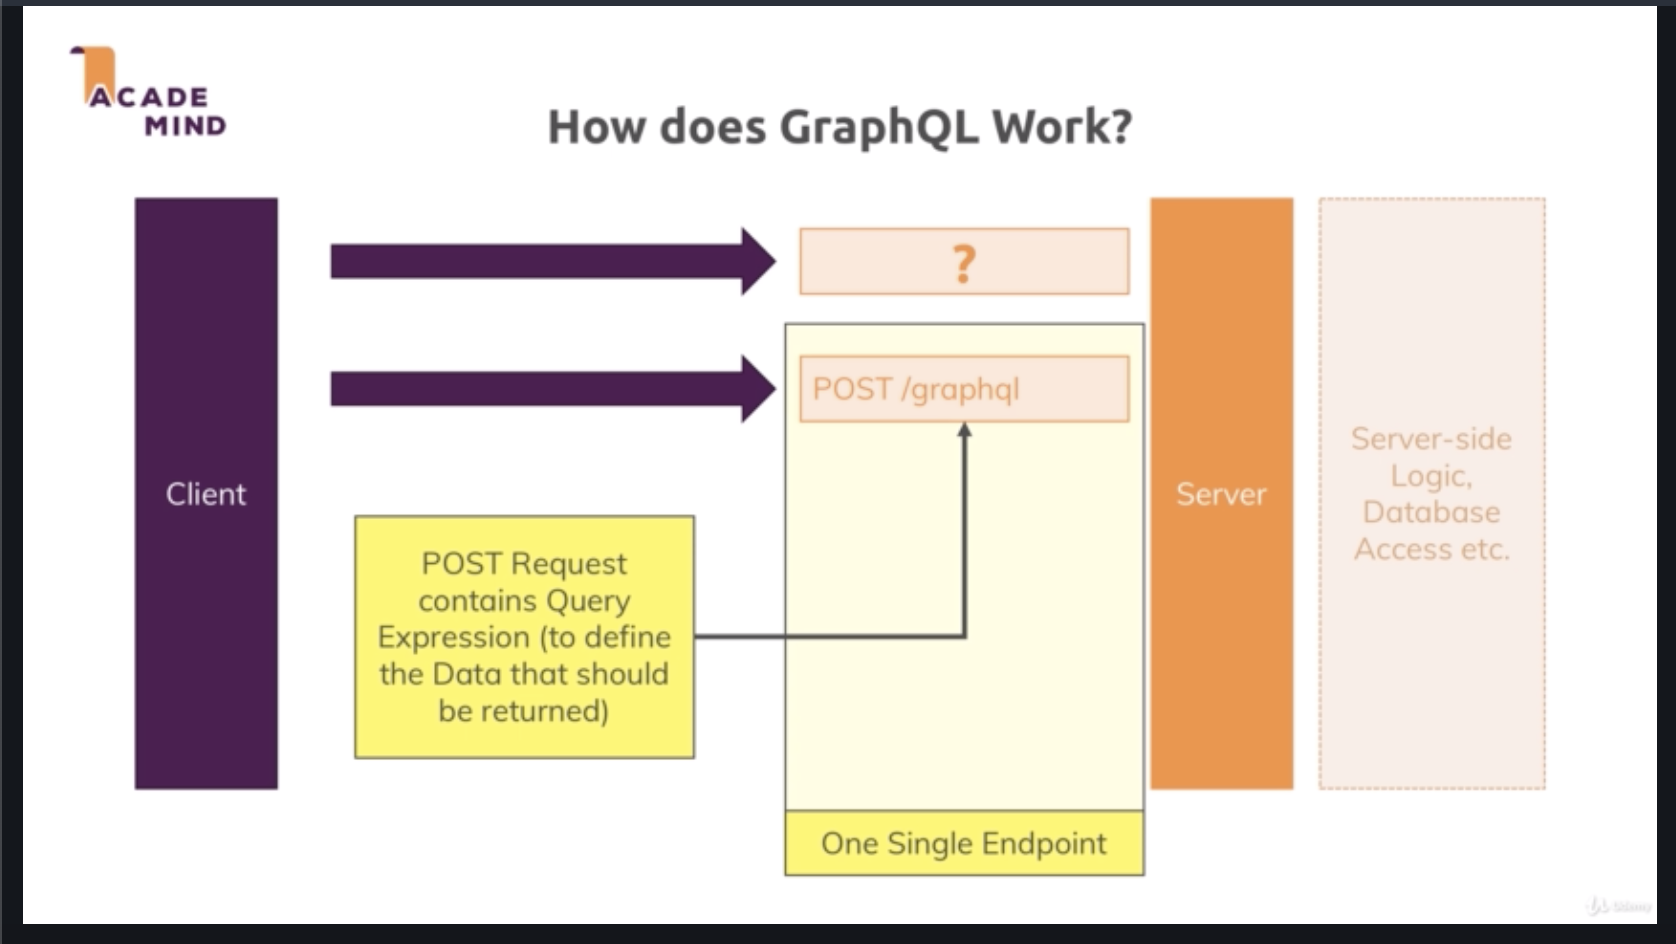 ACADE
MIND
How does GraphQL Work?
?
POST /graphql
Client
Server
Server-side
Logic,
Database
Access etc.
POST Request
contains Query
Expression (to define
the Data that should
be returned)
One Single Endpoint
Udemy